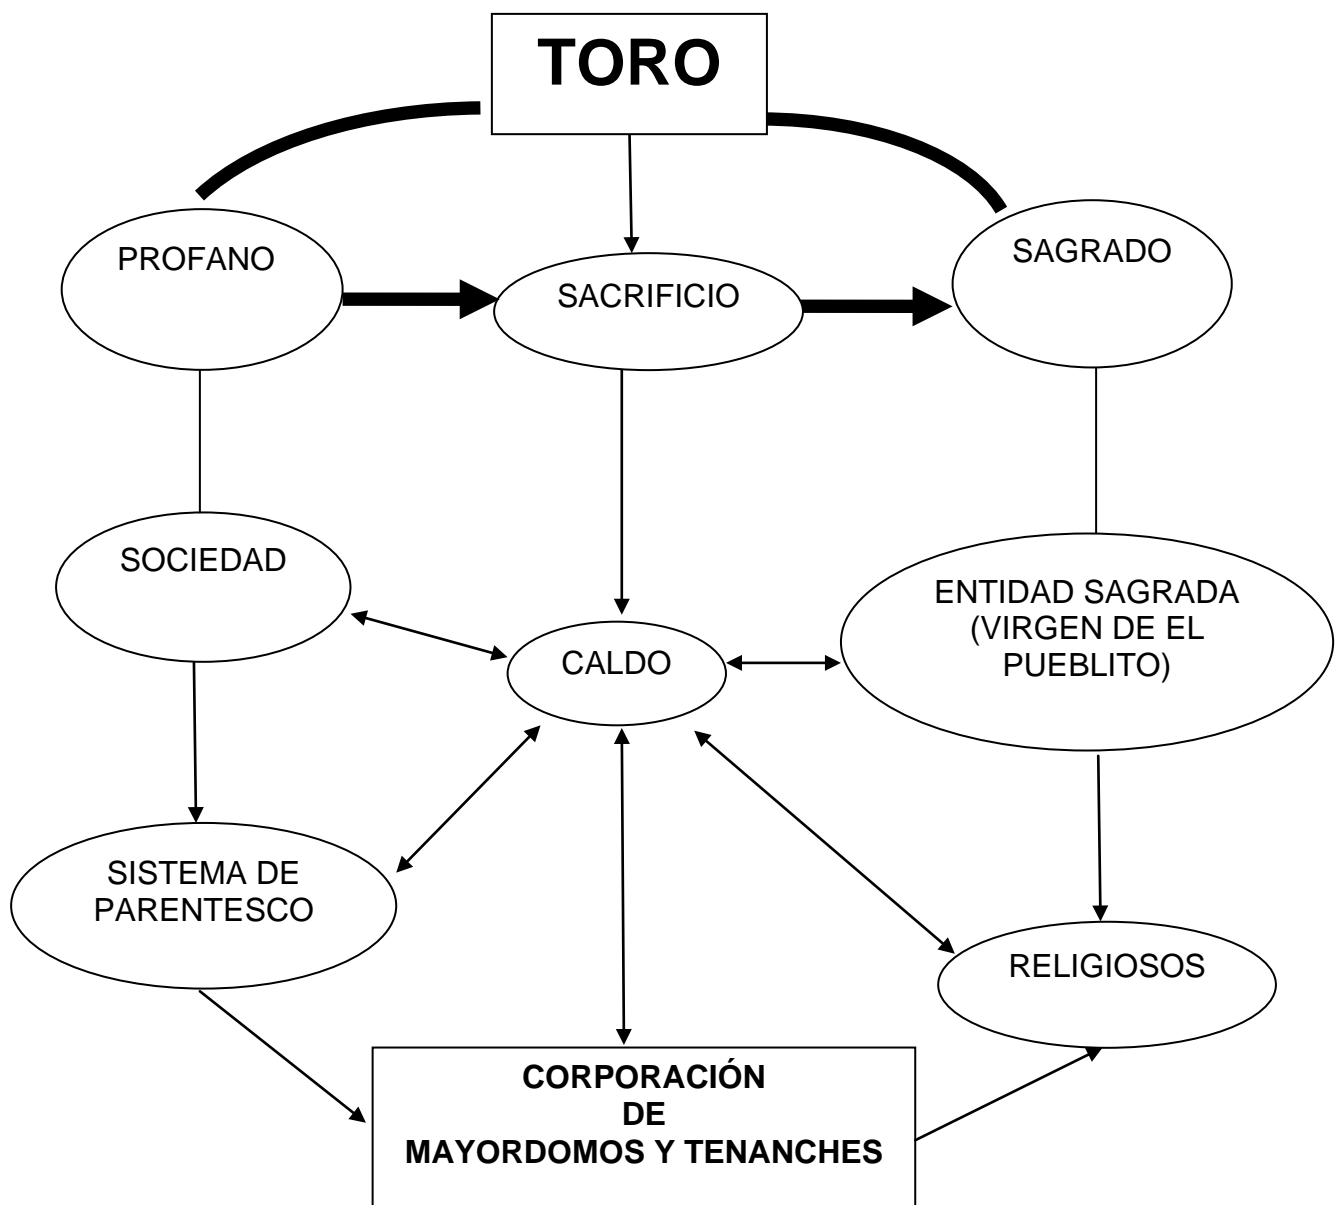 TORO
PROFANO
SACRIFICIO
SAGRADO
SOCIEDAD
CALDO
ENTIDAD SAGRADA
(VIRGEN DE EL
PUEBLITO)
SISTEMA DE
PARENTESCO
RELIGIOSOS
CORPORACIÓN
DE
MAYORDOMOS Y TENANCHES